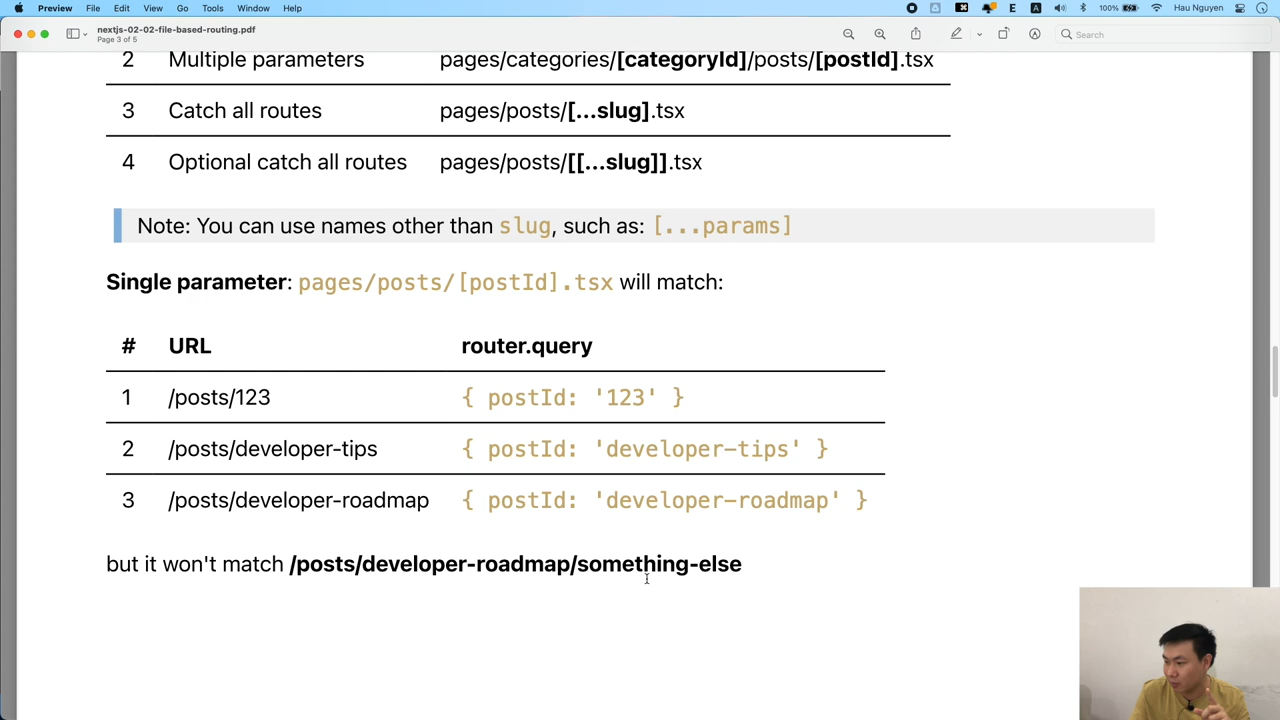 Preview File Edit View Go Tools Window Help 100% Hau Nguyen
nextjs-02-02-file-based-routing.pdf
Page 3 of 5
Search
2 Multiple parameters pages/categories/[categoryId]/posts/[postId].tsx
3 Catch all routes pages/posts/[...slug].tsx
4 Optional catch all routes pages/posts/[[...slug]].tsx
Note: You can use names other than slug, such as: [...params]
Single parameter: pages/posts/[postId].tsx will match:
# URL router.query
1 /posts/123 { postId: '123' }
2 /posts/developer-tips { postId: 'developer-tips' }
3 /posts/developer-roadmap { postId: 'developer-roadmap' }
but it won't match /posts/developer-roadmap/something-else